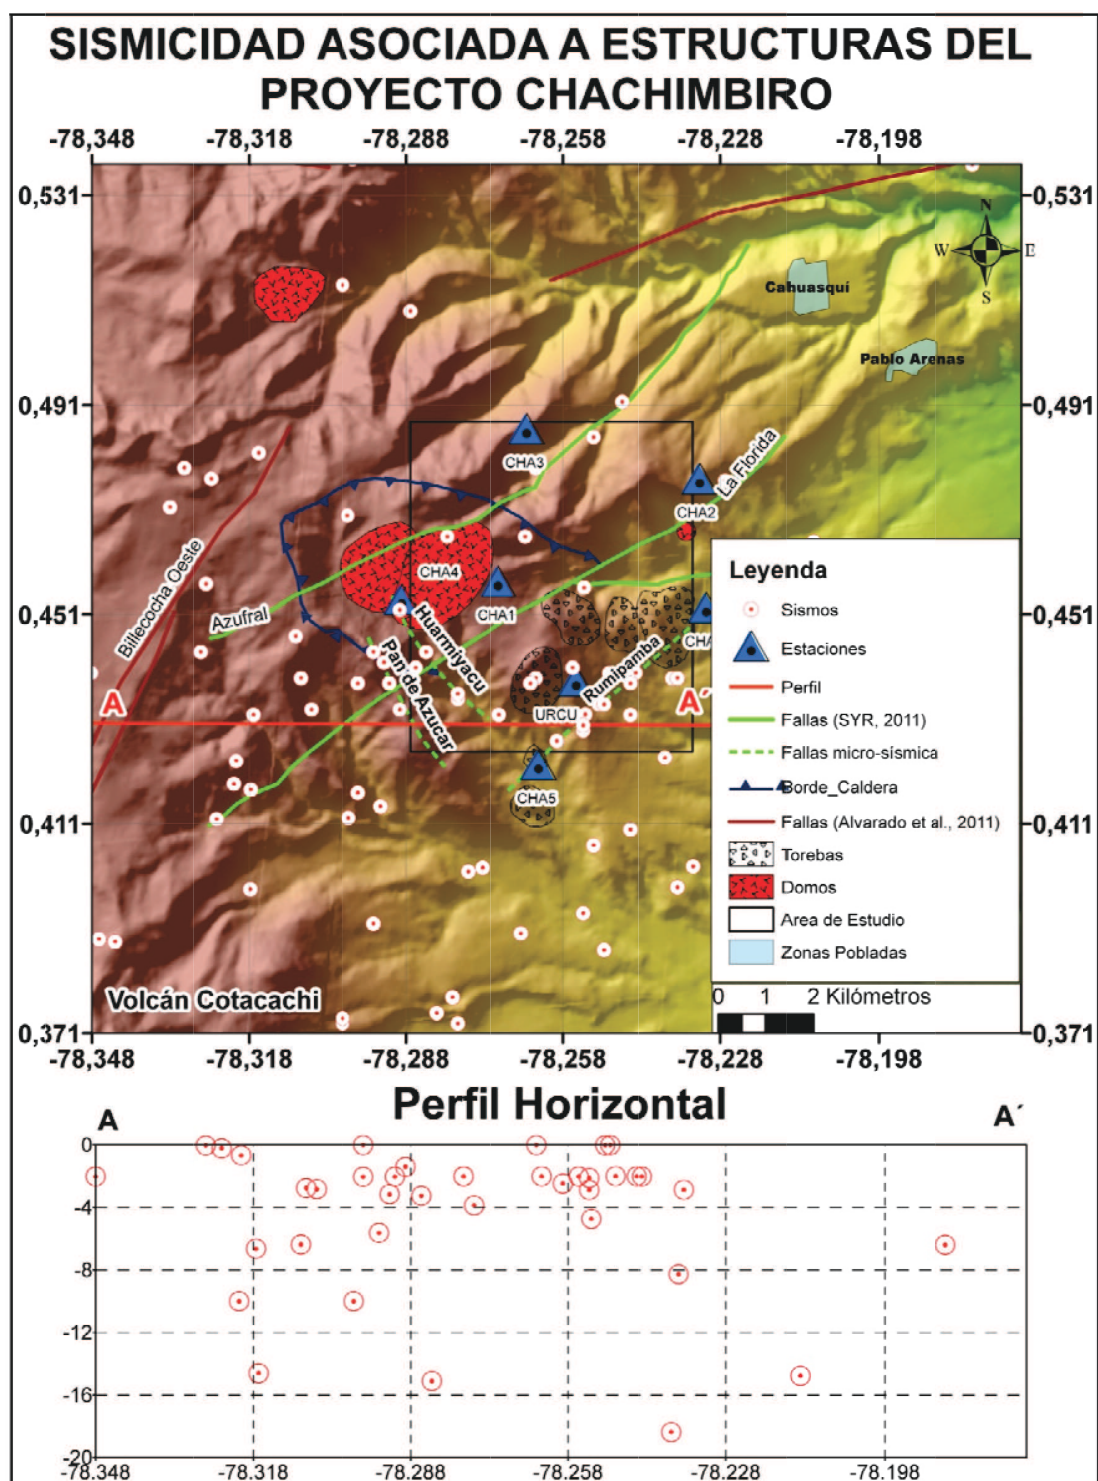 SISMICIDAD ASOCIADA A ESTRUCTURAS DEL
PROYECTO CHACHIMBIRO
-78,348 -78,318 -78,288 -78,258 -78,228 -78,198
0,531 0,531
N
W E
S
Cahuasquí
Pablo Arenas
0,491 0,491
CHA3
La Florida
CHA2
Billecocha Oeste
CHA4
CHA1
Azufral
0,451 0,451
Huarmiyacu
Pan de Azucar
Rumipamba
CHA
URCU
A A´
CHA5
0,411 0,411
Leyenda
Sismos
Estaciones
Perfil
Fallas (SYR, 2011)
Fallas micro-sísmica
Borde_Caldera
Fallas (Alvarado et al., 2011)
Torebas
Domos
Area de Estudio
Zonas Pobladas
Volcán Cotacachi
0 1 2 Kilómetros
0,371 0,371
-78,348 -78,318 -78,288 -78,258 -78,228 -78,198
Perfil Horizontal
A A´
0
-4
-8
-12
-16
-20
-78.348 -78.318 -78.288 -78.258 -78.228 -78.198